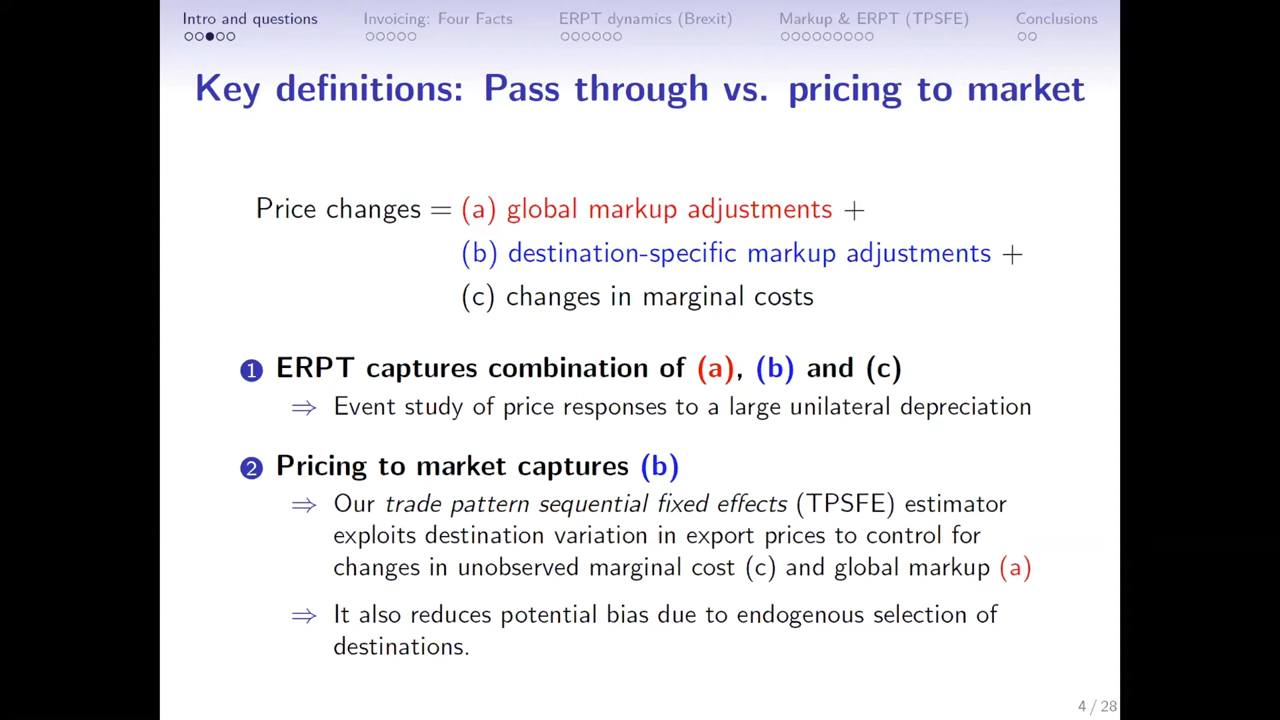 Intro and questions Invoicing: Four Facts ERPT dynamics (Brexit) Markup & ERPT (TPSFE) Conclusions
Key definitions: Pass through vs. pricing to market
Price changes = (a) global markup adjustments +
(b) destination-specific markup adjustments +
(c) changes in marginal costs
1 ERPT captures combination of (a), (b) and (c)
⇒ Event study of price responses to a large unilateral depreciation
2 Pricing to market captures (b)
⇒ Our trade pattern sequential fixed effects (TPSFE) estimator
exploits destination variation in export prices to control for
changes in unobserved marginal cost (c) and global markup (a)
⇒ It also reduces potential bias due to endogenous selection of
destinations.
4 / 28